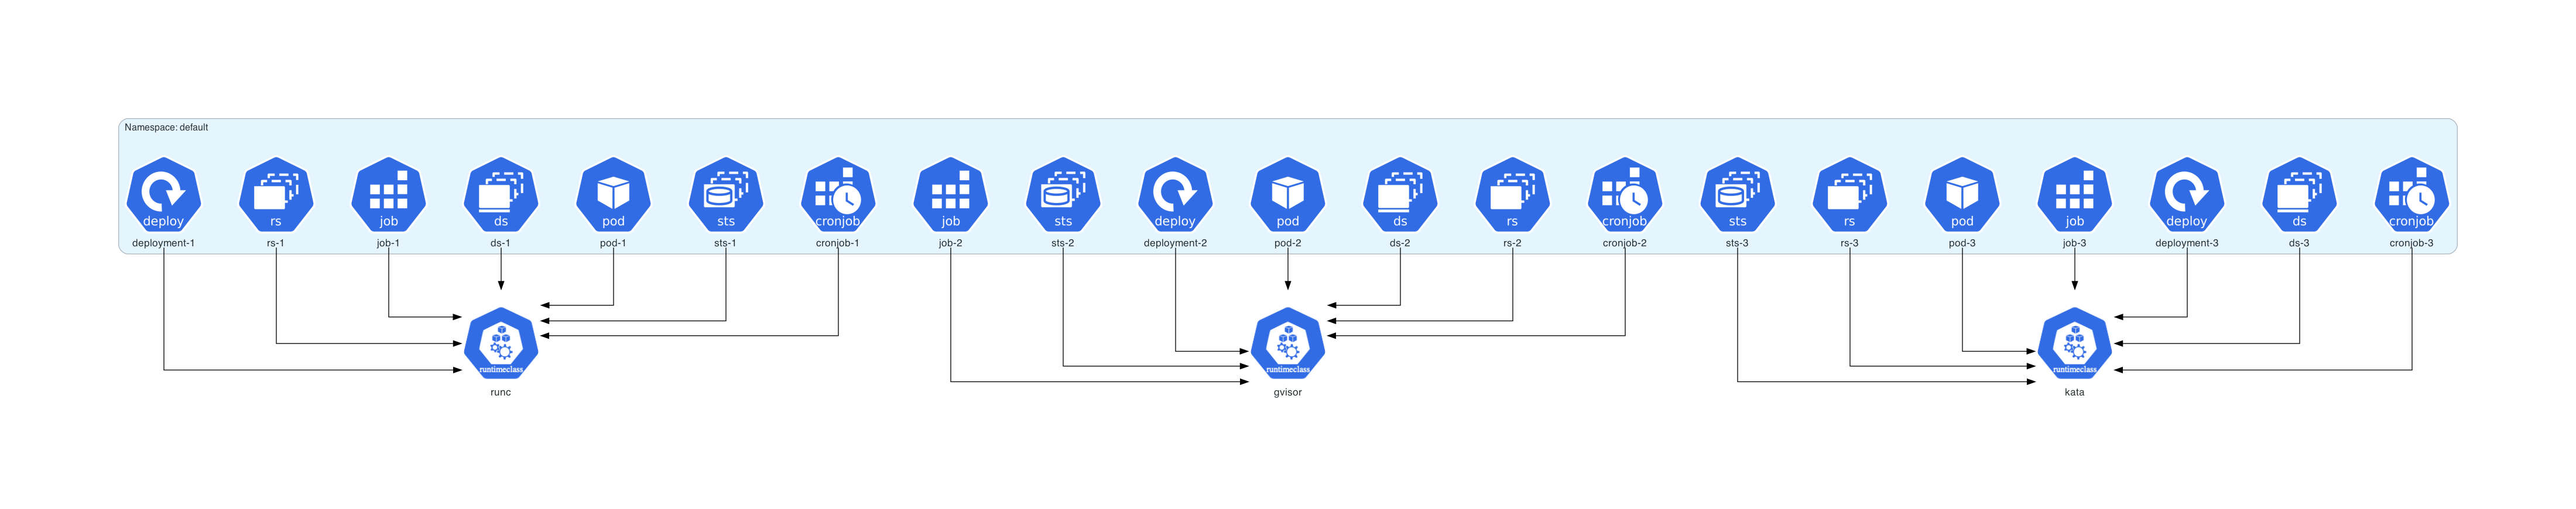 Namespace: default
deploy rs job ds pod sts cronjob job sts deploy pod ds rs cronjob sts rs pod job deploy ds cronjob
deployment-1 rs-1 job-1 ds-1 pod-1 sts-1 cronjob-1 job-2 sts-2 deployment-2 pod-2 ds-2 rs-2 cronjob-2 sts-3 rs-3 pod-3 job-3 deployment-3 ds-3 cronjob-3
runtimeclass runtimeclass runtimeclass
runc gvisor kata